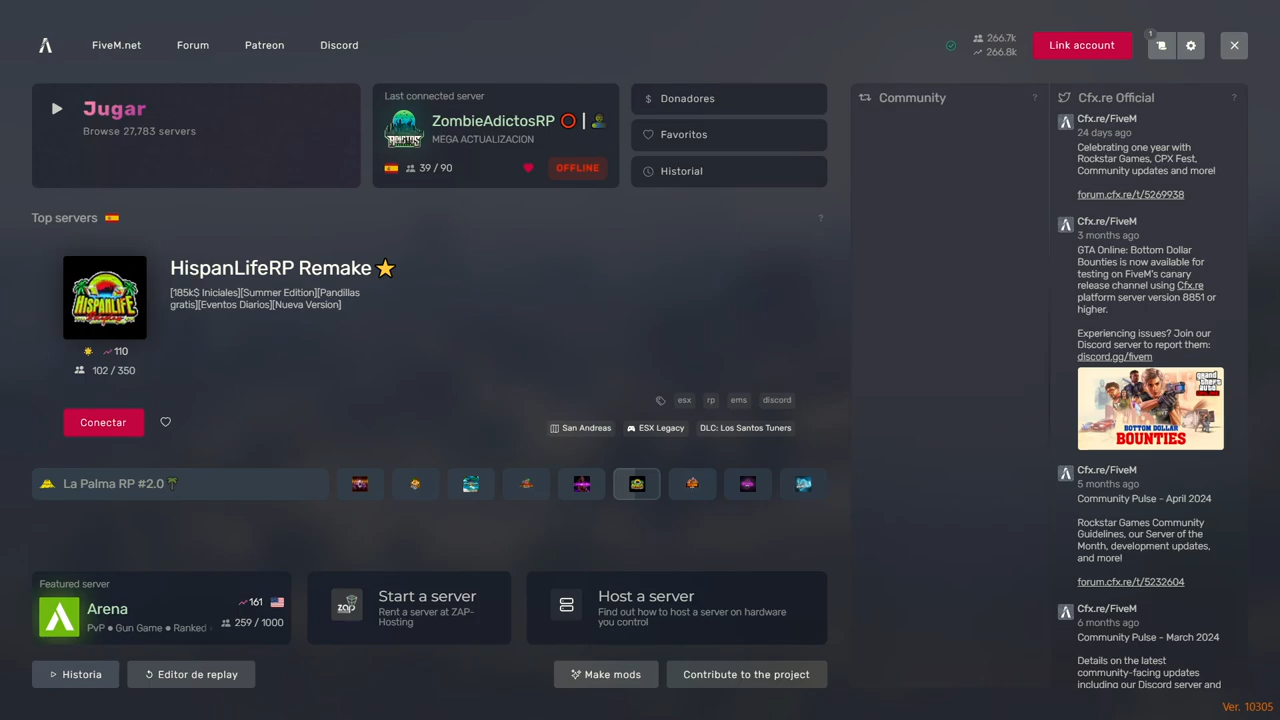 FiveM.net
Forum
Patreon
Discord
266.7k
266.8k
Link account
1
Jugar
Browse 27,783 servers
Last connected server
ZombieAdictosRP ⭕ |
MEGA ACTUALIZACION
39 / 90
OFFLINE
Donadores
Favoritos
Historial
Top servers
?
HISPANLIFE
HispanLifeRP Remake ⭐
[185k$ Iniciales][Summer Edition][Pandillas
gratis][Eventos Diarios][Nueva Version]
110
102 / 350
Conectar
esx
rp
ems
discord
San Andreas
ESX Legacy
DLC: Los Santos Tuners
La Palma RP #2.0 🌴
Featured server
Arena
PvP ● Gun Game ● Ranked
161
259 / 1000
ZAP
Start a server
Rent a server at ZAP-
Hosting
Host a server
Find out how to host a server on hardware
you control
Historia
Editor de replay
Make mods
Contribute to the project
Community
?
Cfx.re Official
?
Cfx.re/FiveM
24 days ago
Celebrating one year with
Rockstar Games, CPX Fest,
Community updates and more!
forum.cfx.re/t/5269938
Cfx.re/FiveM
3 months ago
GTA Online: Bottom Dollar
Bounties is now available for
testing on FiveM's canary
release channel using Cfx.re
platform server version 8851 or
higher.
Experiencing issues? Join our
Discord server to report them:
discord.gg/fivem
BOTTOM DOLLAR
BOUNTIES
Cfx.re/FiveM
5 months ago
Community Pulse - April 2024
Rockstar Games Community
Guidelines, our Server of the
Month, development updates,
and more!
forum.cfx.re/t/5232604
Cfx.re/FiveM
6 months ago
Community Pulse - March 2024
Details on the latest
community-facing updates
including our Discord server and
Ver. 10305